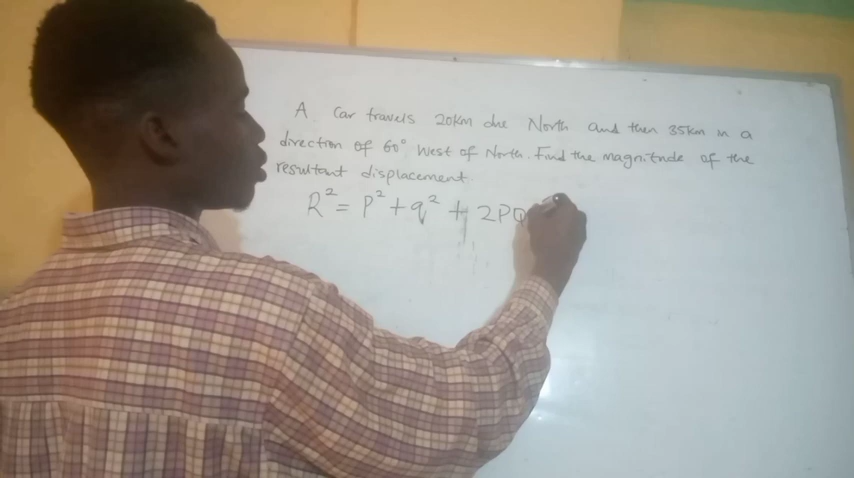 A car travels 20km due North and then 35km in a
direction of 60° West of North. Find the magnitude of the
resultant displacement.
R² = P² + q² + 2PQ